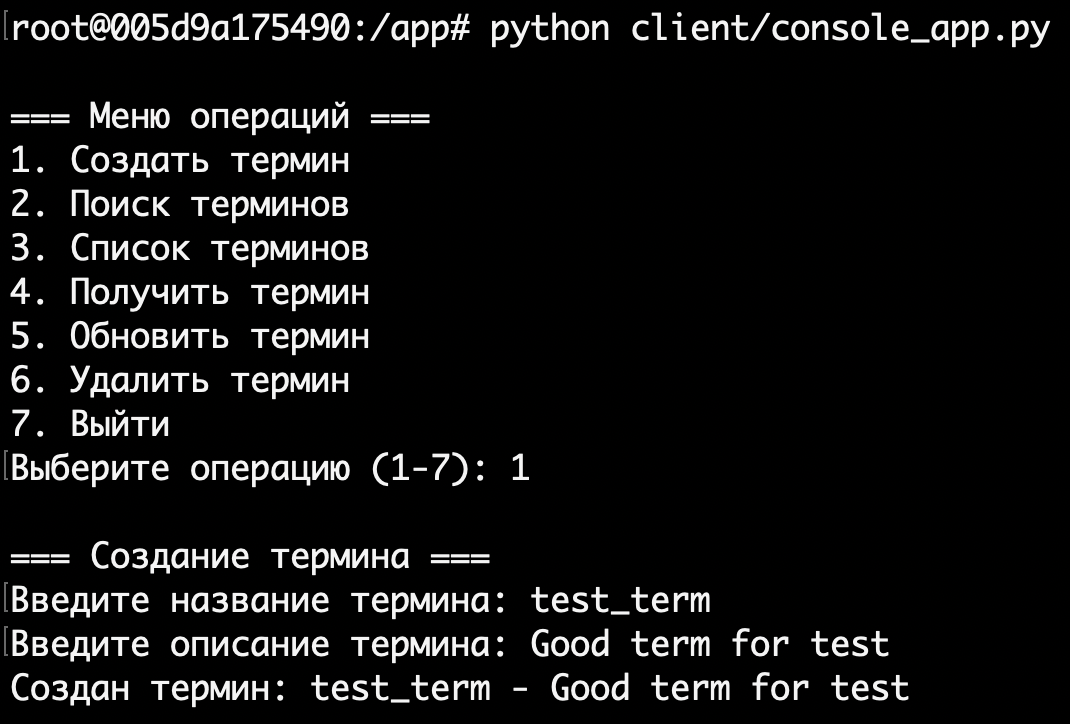 root@005d9a175490:/app# python client/console_app.py
=== Меню операций ===
1. Создать термин
2. Поиск терминов
3. Список терминов
4. Получить термин
5. Обновить термин
6. Удалить термин
7. Выйти
Выберите операцию (1-7): 1
=== Создание термина ===
Введите название термина: test_term
Введите описание термина: Good term for test
Создан термин: test_term - Good term for test